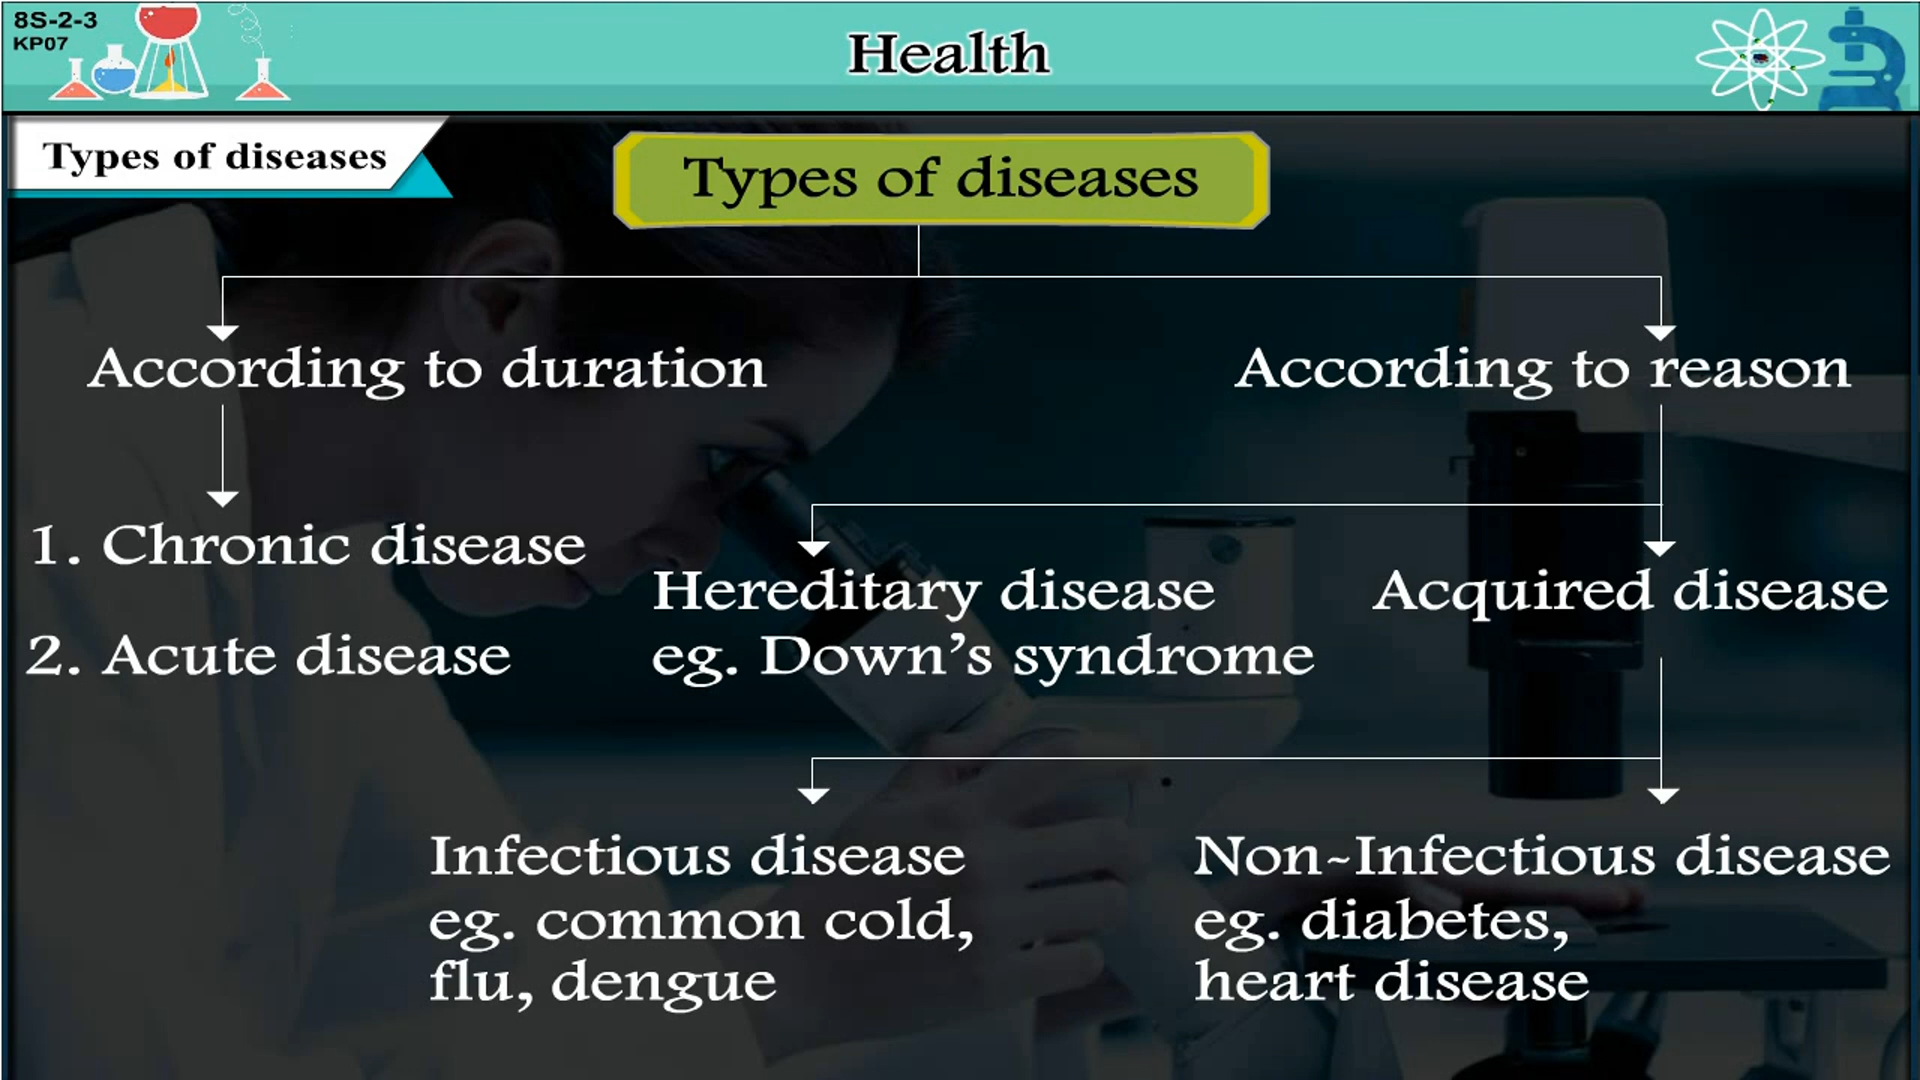 8S-2-3
KP07
Health
Types of diseases
Types of diseases
According to duration
According to reason
1. Chronic disease
2. Acute disease
Hereditary disease
eg. Down’s syndrome
Acquired disease
Infectious disease
eg. common cold,
flu, dengue
Non-Infectious disease
eg. diabetes,
heart disease